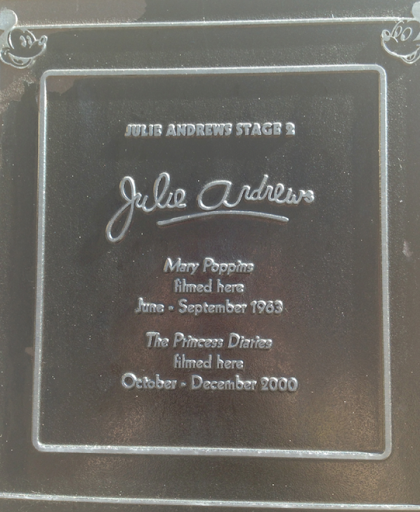 JULIE ANDREWS STAGE 2
Julie Andrews
Mary Poppins
filmed here
June - September 1963
The Princess Diaries
filmed here
October - December 2000